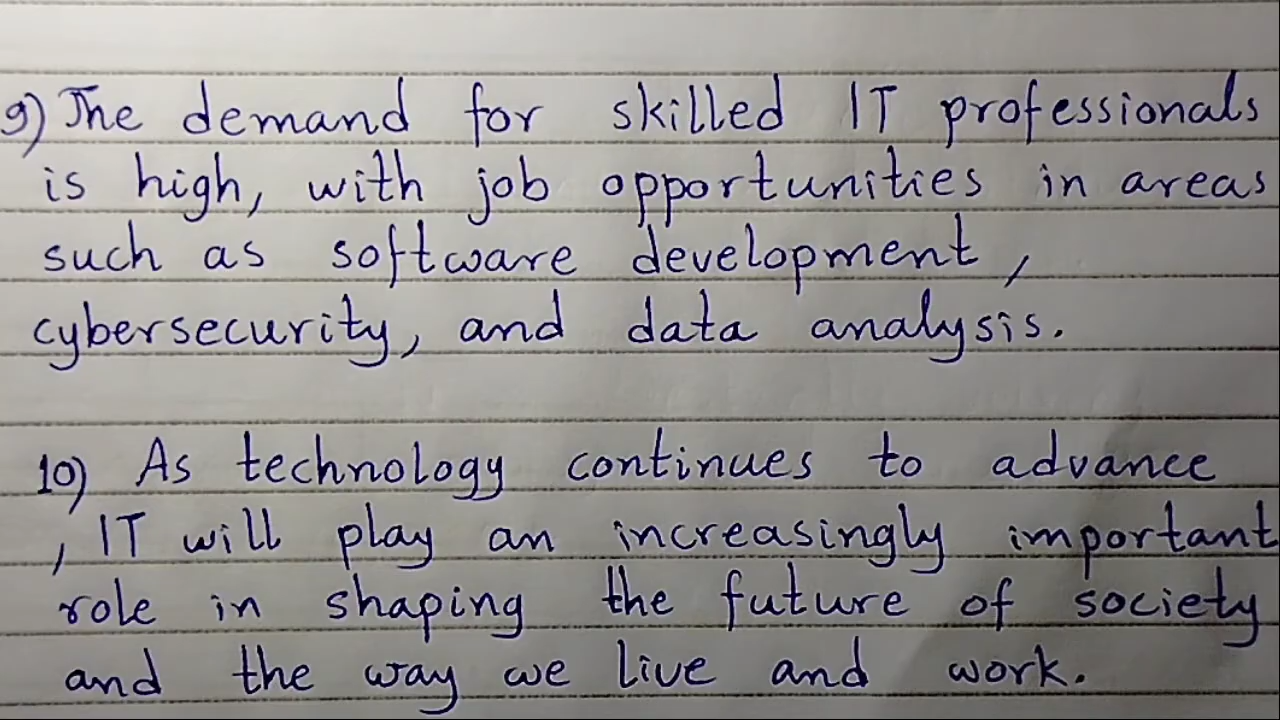 9) The demand for skilled IT professionals
is high, with job opportunities in areas
such as software development,
cybersecurity, and data analysis.
10) As technology continues to advance
, IT will play an increasingly important
role in shaping the future of society
and the way we live and work.